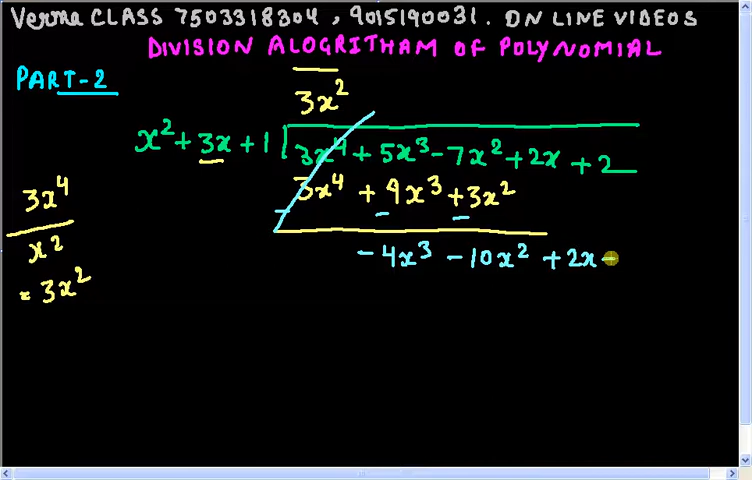 Verma CLASS 7503318304, 9015190031. ON LINE VIDEOS
DIVISION ALOGRITHAM OF POLYNOMIAL
PART-2
3x²
x² + 3x + 1 3x⁴ + 5x³ - 7x² + 2x + 2
3x⁴ + 9x³ + 3x²
- - -
- 4x³ - 10x² + 2x -
3x⁴
x²
= 3x²